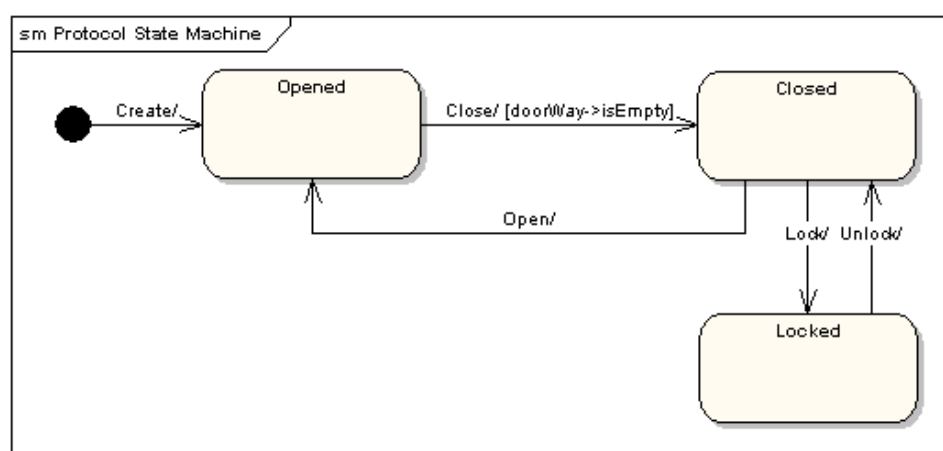 sm Protocol State Machine
Opened
Closed
Create/
Close/ [doorWay->isEmpty]
Open/
Lock/
Unlock/
Locked